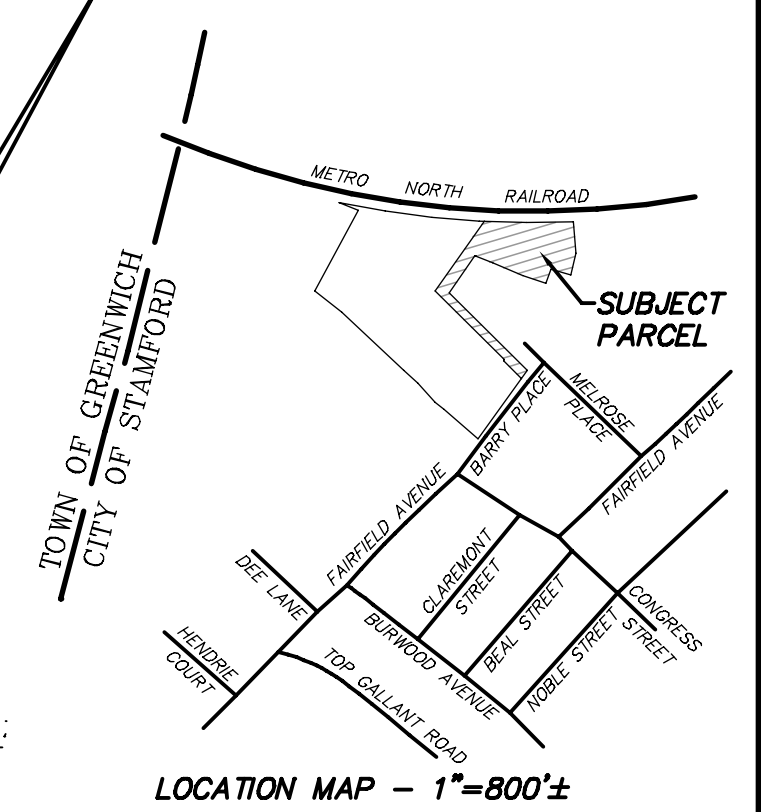 METRO NORTH RAILROAD
SUBJECT
PARCEL
TOWN OF GREENWICH
CITY OF STAMFORD
MELROSE
PLACE
BARRY PLACE
FAIRFIELD AVENUE
FAIRFIELD AVENUE
CLAREMONT
STREET
DEE LANE
BEAL STREET
CONGRESS
STREET
BURWOOD AVENUE
NOBLE STREET
HENDRIE
COURT
TOP GALLANT ROAD
LOCATION MAP - 1"=800'±